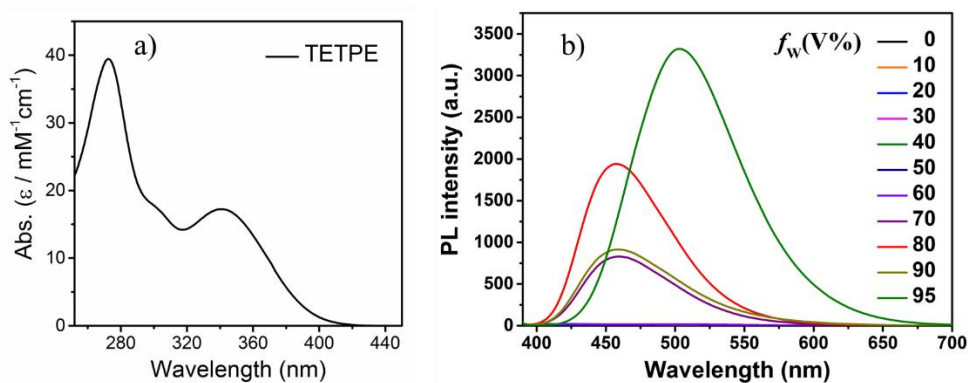 a)
TETPE
Abs. (ε / mM⁻¹cm⁻¹)
40
30
20
10
0
280 320 360 400 440
Wavelength (nm)
b)
f_w(V%)
0
10
20
30
40
50
60
70
80
90
95
PL intensity (a.u.)
3500
3000
2500
2000
1500
1000
500
0
400 450 500 550 600 650 700
Wavelength (nm)